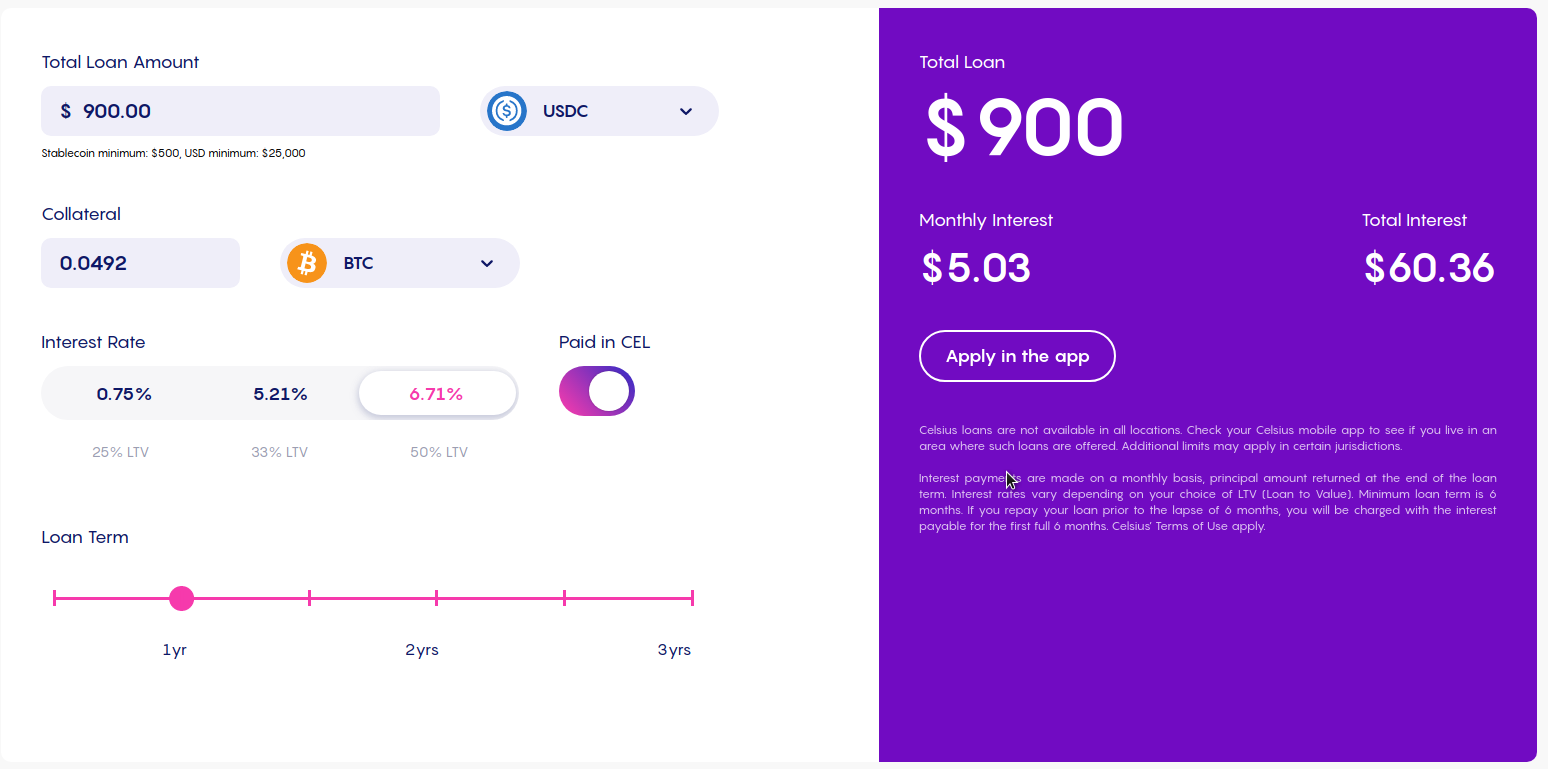 Total Loan Amount
$ 900.00
USDC
Stablecoin minimum: $500, USD minimum: $25,000
Collateral
0.0492
BTC
Interest Rate
Paid in CEL
0.75% 5.21% 6.71%
25% LTV 33% LTV 50% LTV
Loan Term
1yr 2yrs 3yrs
Total Loan
$900
Monthly Interest
$5.03
Total Interest
$60.36
Apply in the app
Celsius loans are not available in all locations. Check your Celsius mobile app to see if you live in an
area where such loans are offered. Additional limits may apply in certain jurisdictions.
Interest payments are made on a monthly basis, principal amount returned at the end of the loan
term. Interest rates vary depending on your choice of LTV (Loan to Value). Minimum loan term is 6
months. If you repay your loan prior to the lapse of 6 months, you will be charged with the interest
payable for the first full 6 months. Celsius' Terms of Use apply.